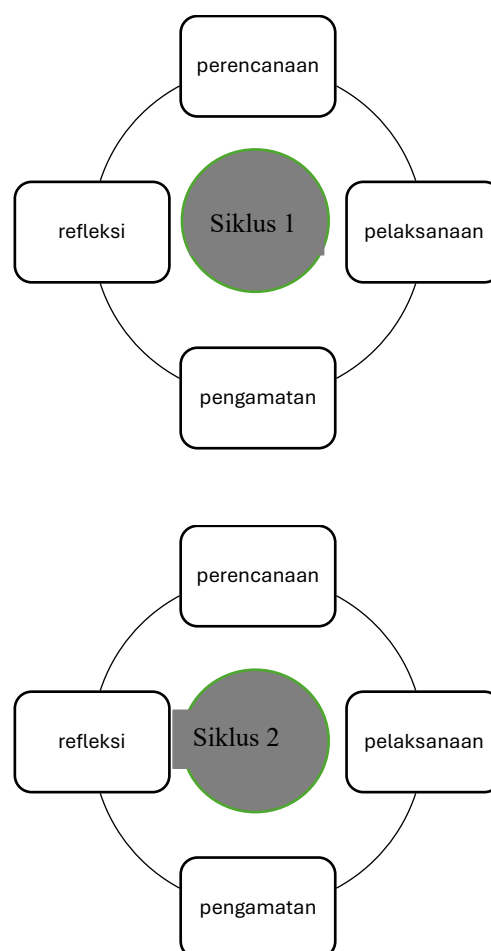 perencanaan
refleksi
Siklus 1
pelaksanaan
pengamatan
perencanaan
refleksi
Siklus 2
pelaksanaan
pengamatan